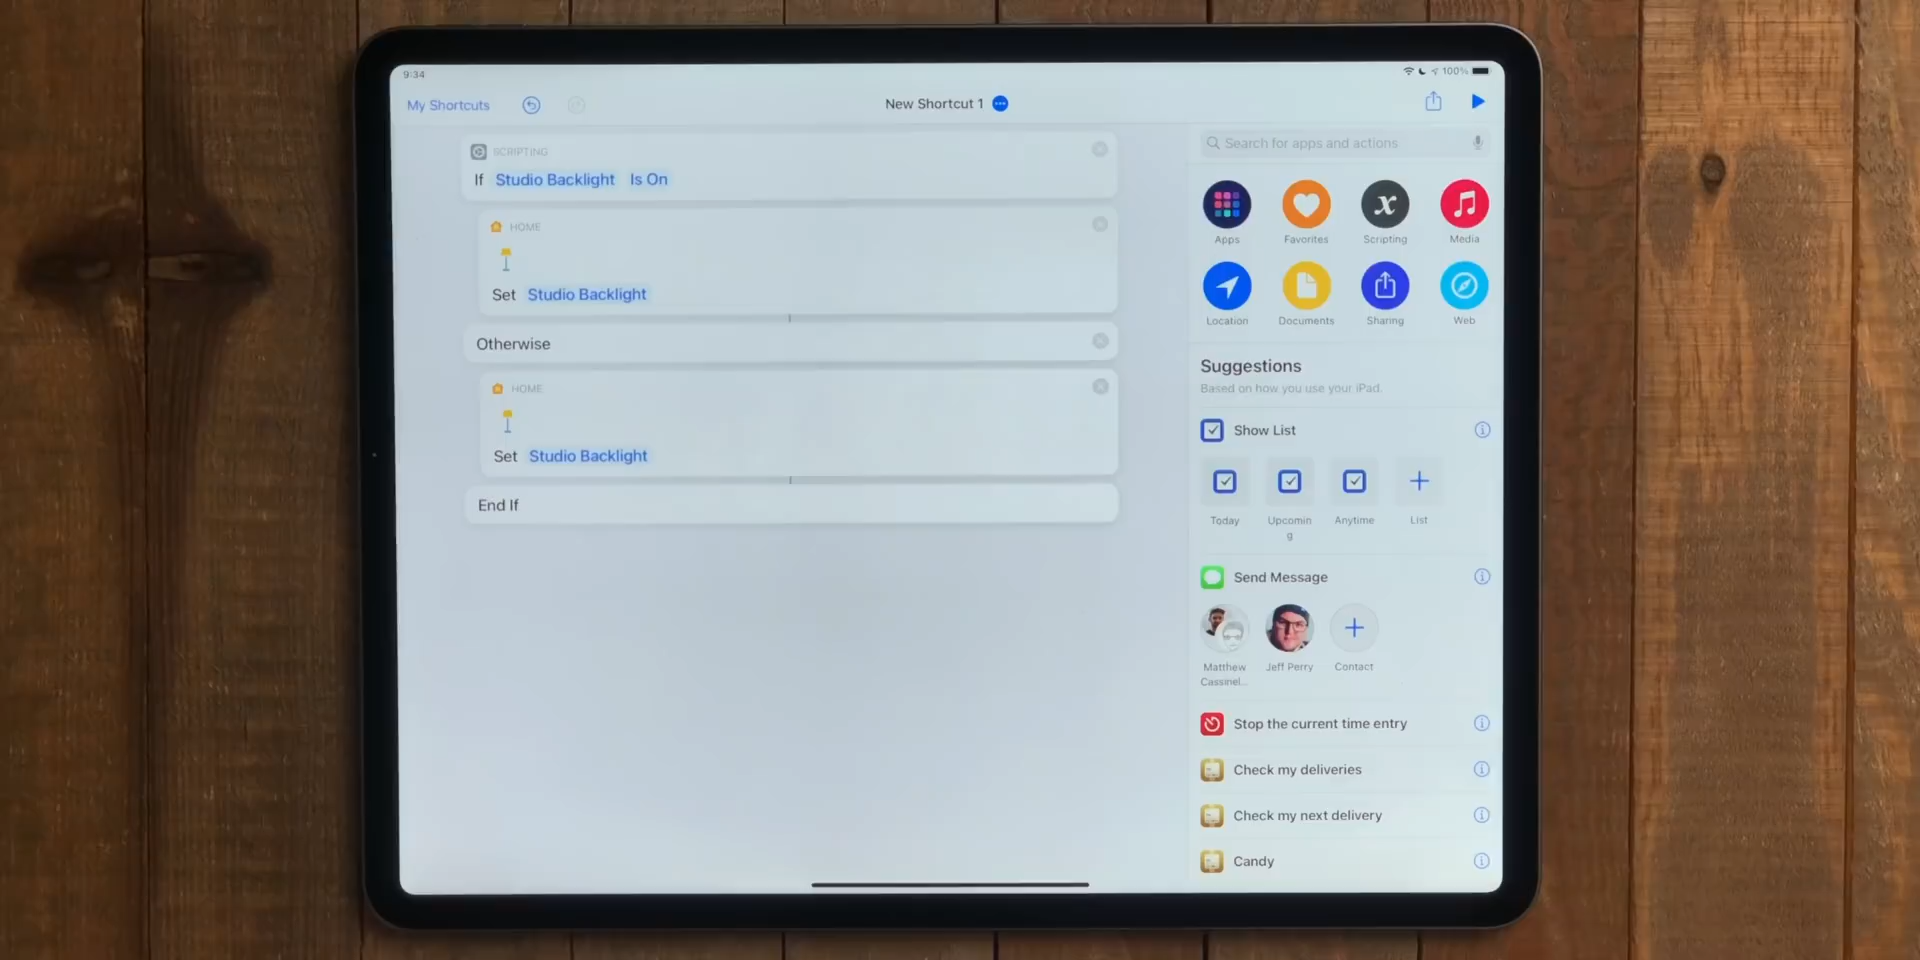 9:34
100%
My Shortcuts
New Shortcut 1
SCRIPTING
If Studio Backlight Is On
HOME
Set Studio Backlight
Otherwise
HOME
Set Studio Backlight
End If
Search for apps and actions
Apps
Favorites
Scripting
Media
Location
Documents
Sharing
Web
Suggestions
Based on how you use your iPad.
Show List
Today
Upcomin
g
Anytime
List
Send Message
Matthew
Cassinel...
Jeff Perry
Contact
Stop the current time entry
Check my deliveries
Check my next delivery
Candy